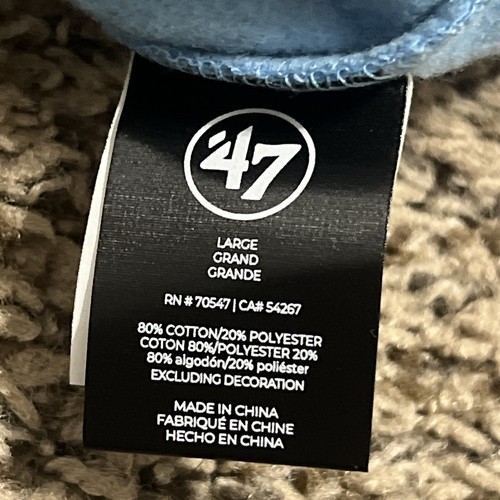 '47
LARGE
GRAND
GRANDE
RN # 70547 | CA# 54267
80% COTTON/20% POLYESTER
COTON 80%/POLYESTER 20%
80% algodón/20% poliéster
EXCLUDING DECORATION
MADE IN CHINA
FABRIQUÉ EN CHINE
HECHO EN CHINA